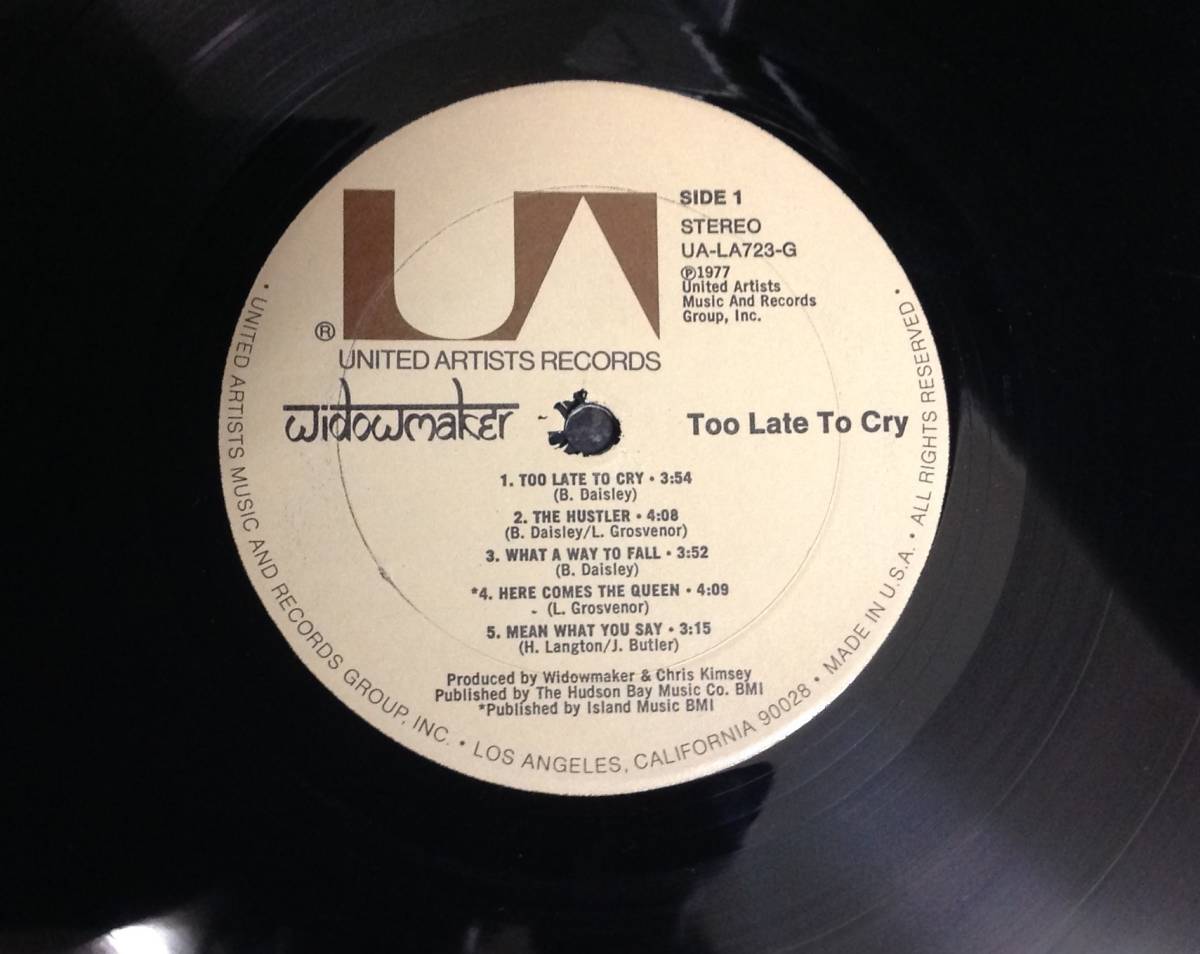 UA
SIDE 1
STEREO
UA-LA723-G
℗1977
United Artists
Music And Records
Group, Inc.
®
UNITED ARTISTS RECORDS
widowmaker
Too Late To Cry
1. TOO LATE TO CRY • 3:54
(B. Daisley)
2. THE HUSTLER • 4:08
(B. Daisley/L. Grosvenor)
3. WHAT A WAY TO FALL • 3:52
(B. Daisley)
*4. HERE COMES THE QUEEN • 4:09
- (L. Grosvenor)
5. MEAN WHAT YOU SAY • 3:15
(H. Langton/J. Butler)
Produced by Widowmaker & Chris Kimsey
Published by The Hudson Bay Music Co. BMI
*Published by Island Music BMI
• UNITED ARTISTS MUSIC AND RECORDS GROUP, INC. • LOS ANGELES, CALIFORNIA 90028 • MADE IN U.S.A. • ALL RIGHTS RESERVED •